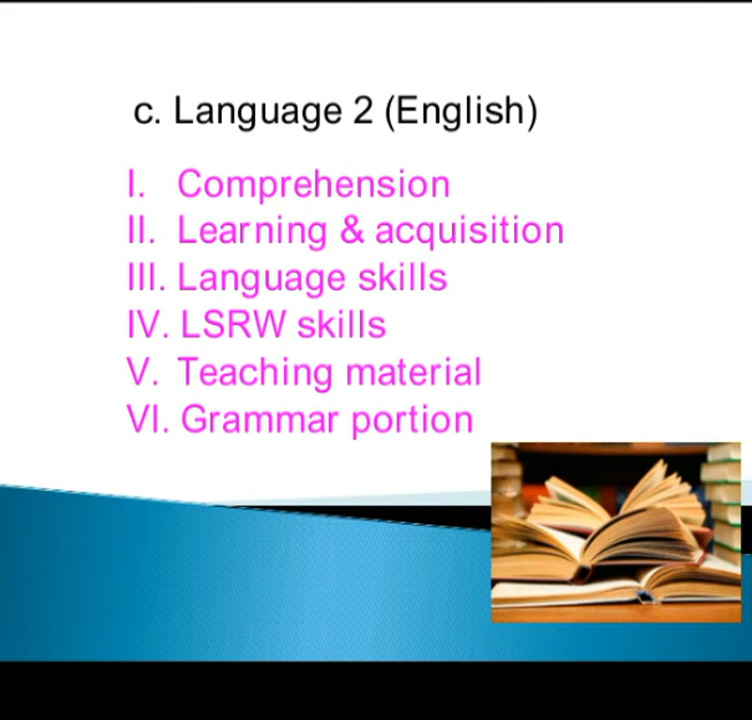 c. Language 2 (English)
I. Comprehension
II. Learning & acquisition
III. Language skills
IV. LSRW skills
V. Teaching material
VI. Grammar portion